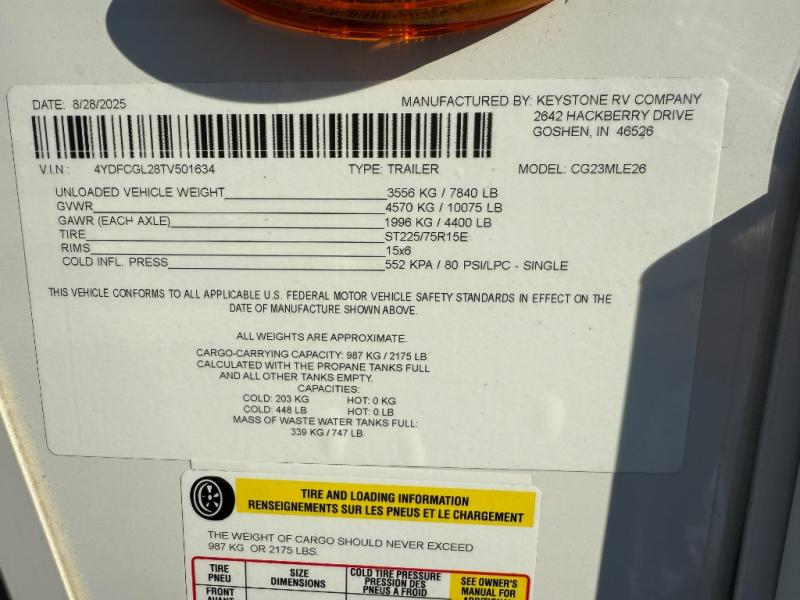 DATE: 8/28/2025
MANUFACTURED BY: KEYSTONE RV COMPANY
2642 HACKBERRY DRIVE
GOSHEN, IN 46526
V.I.N : 4YDFCGL28TV501634 TYPE: TRAILER MODEL: CG23MLE26
UNLOADED VEHICLE WEIGHT 3556 KG / 7840 LB
GVWR 4570 KG / 10075 LB
GAWR (EACH AXLE) 1996 KG / 4400 LB
TIRE ST225/75R15E
RIMS 15x6
COLD INFL. PRESS 552 KPA / 80 PSI/LPC - SINGLE
THIS VEHICLE CONFORMS TO ALL APPLICABLE U.S. FEDERAL MOTOR VEHICLE SAFETY STANDARDS IN EFFECT ON THE
DATE OF MANUFACTURE SHOWN ABOVE.
ALL WEIGHTS ARE APPROXIMATE.
CARGO-CARRYING CAPACITY: 987 KG / 2175 LB
CALCULATED WITH THE PROPANE TANKS FULL
AND ALL OTHER TANKS EMPTY.
CAPACITIES:
COLD: 203 KG HOT: 0 KG
COLD: 448 LB HOT: 0 LB
MASS OF WASTE WATER TANKS FULL:
339 KG / 747 LB
TIRE AND LOADING INFORMATION
RENSEIGNEMENTS SUR LES PNEUS ET LE CHARGEMENT
THE WEIGHT OF CARGO SHOULD NEVER EXCEED
987 KG OR 2175 LBS.
TIRE
PNEU
SIZE
DIMENSIONS
COLD TIRE PRESSURE
PRESSION DES
PNEUS A FROID
SEE OWNER'S
MANUAL FOR
FRONT